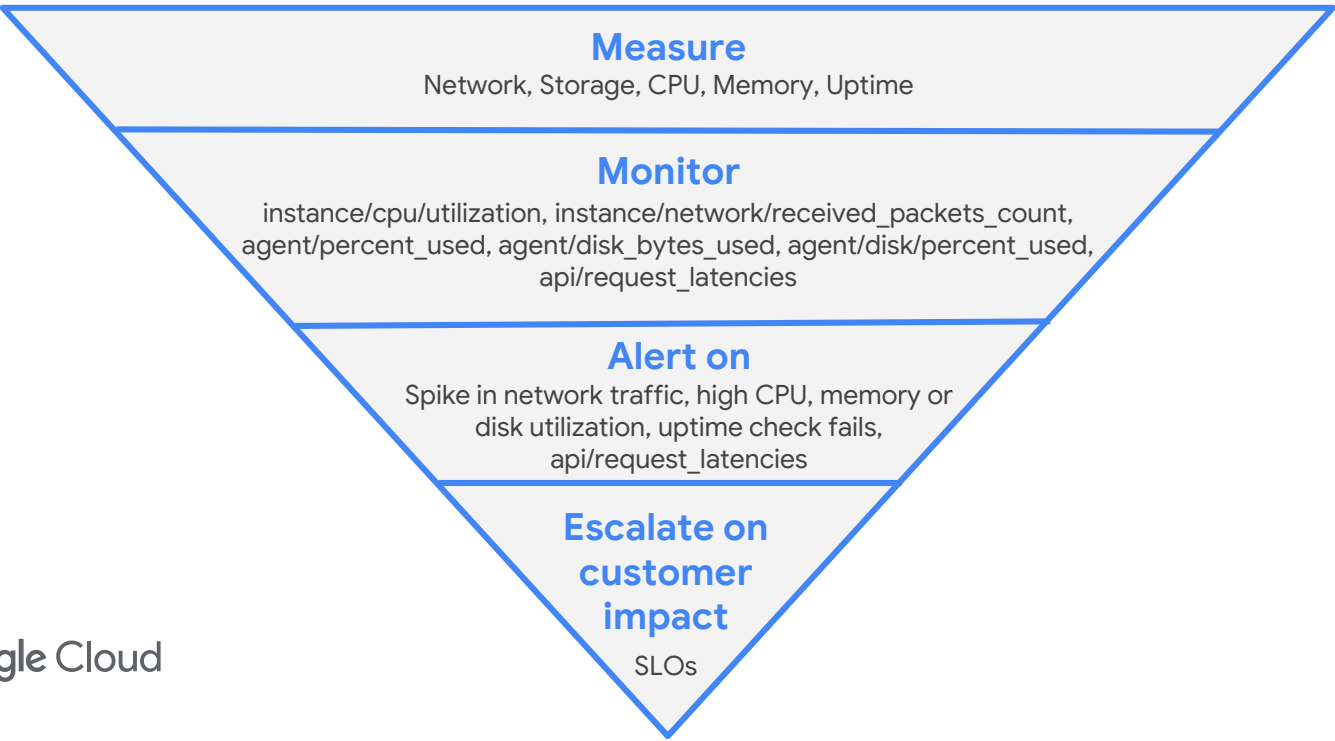 Measure
Network, Storage, CPU, Memory, Uptime
Monitor
instance/cpu/utilization, instance/network/received_packets_count,
agent/percent_used, agent/disk_bytes_used, agent/disk/percent_used,
api/request_latencies
Alert on
Spike in network traffic, high CPU, memory or
disk utilization, uptime check fails,
api/request_latencies
Escalate on
customer
impact
SLOs
gle Cloud